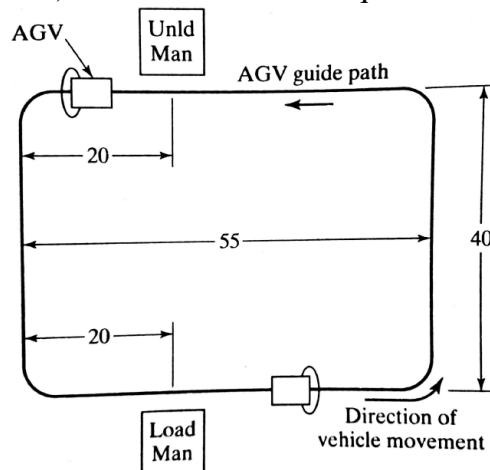 AGV
Unld
Man
AGV guide path
20
55
40
20
Load
Man
Direction of
vehicle movement